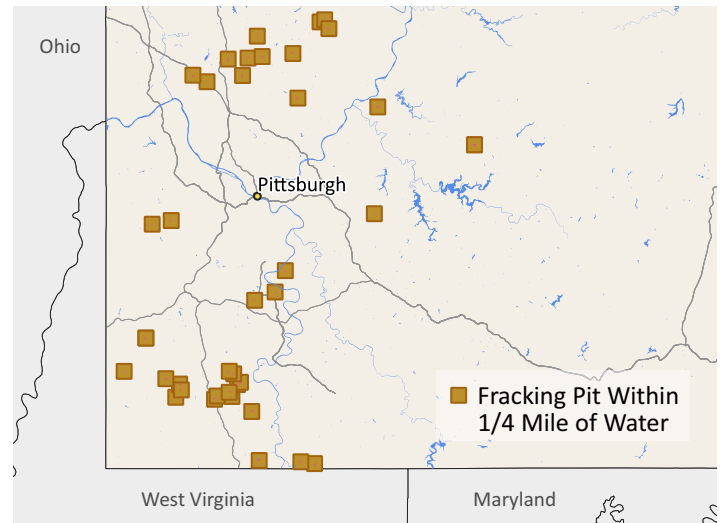 Ohio
Pittsburgh
Fracking Pit Within
1/4 Mile of Water
West Virginia
Maryland